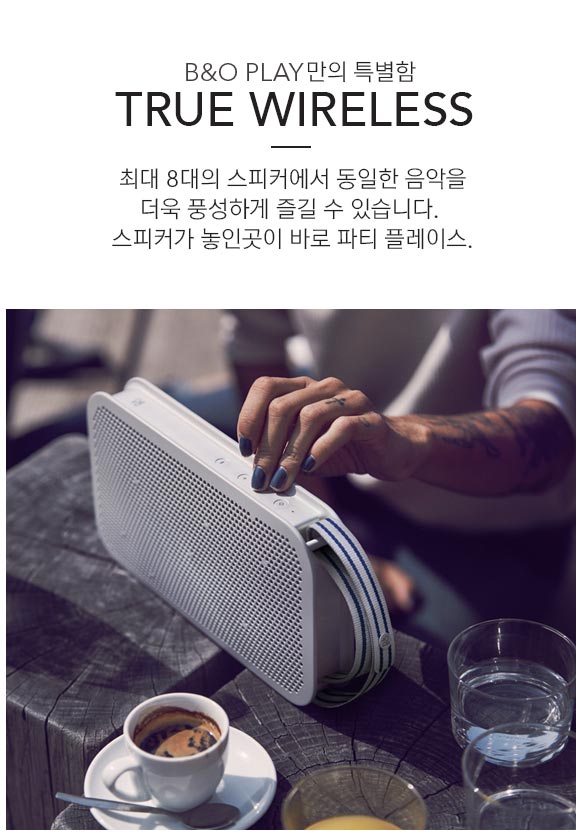 B&O PLAY만의 특별함
TRUE WIRELESS
최대 8대의 스피커에서 동일한 음악을
더욱 풍성하게 즐길 수 있습니다.
스피커가 놓인곳이 바로 파티 플레이스.